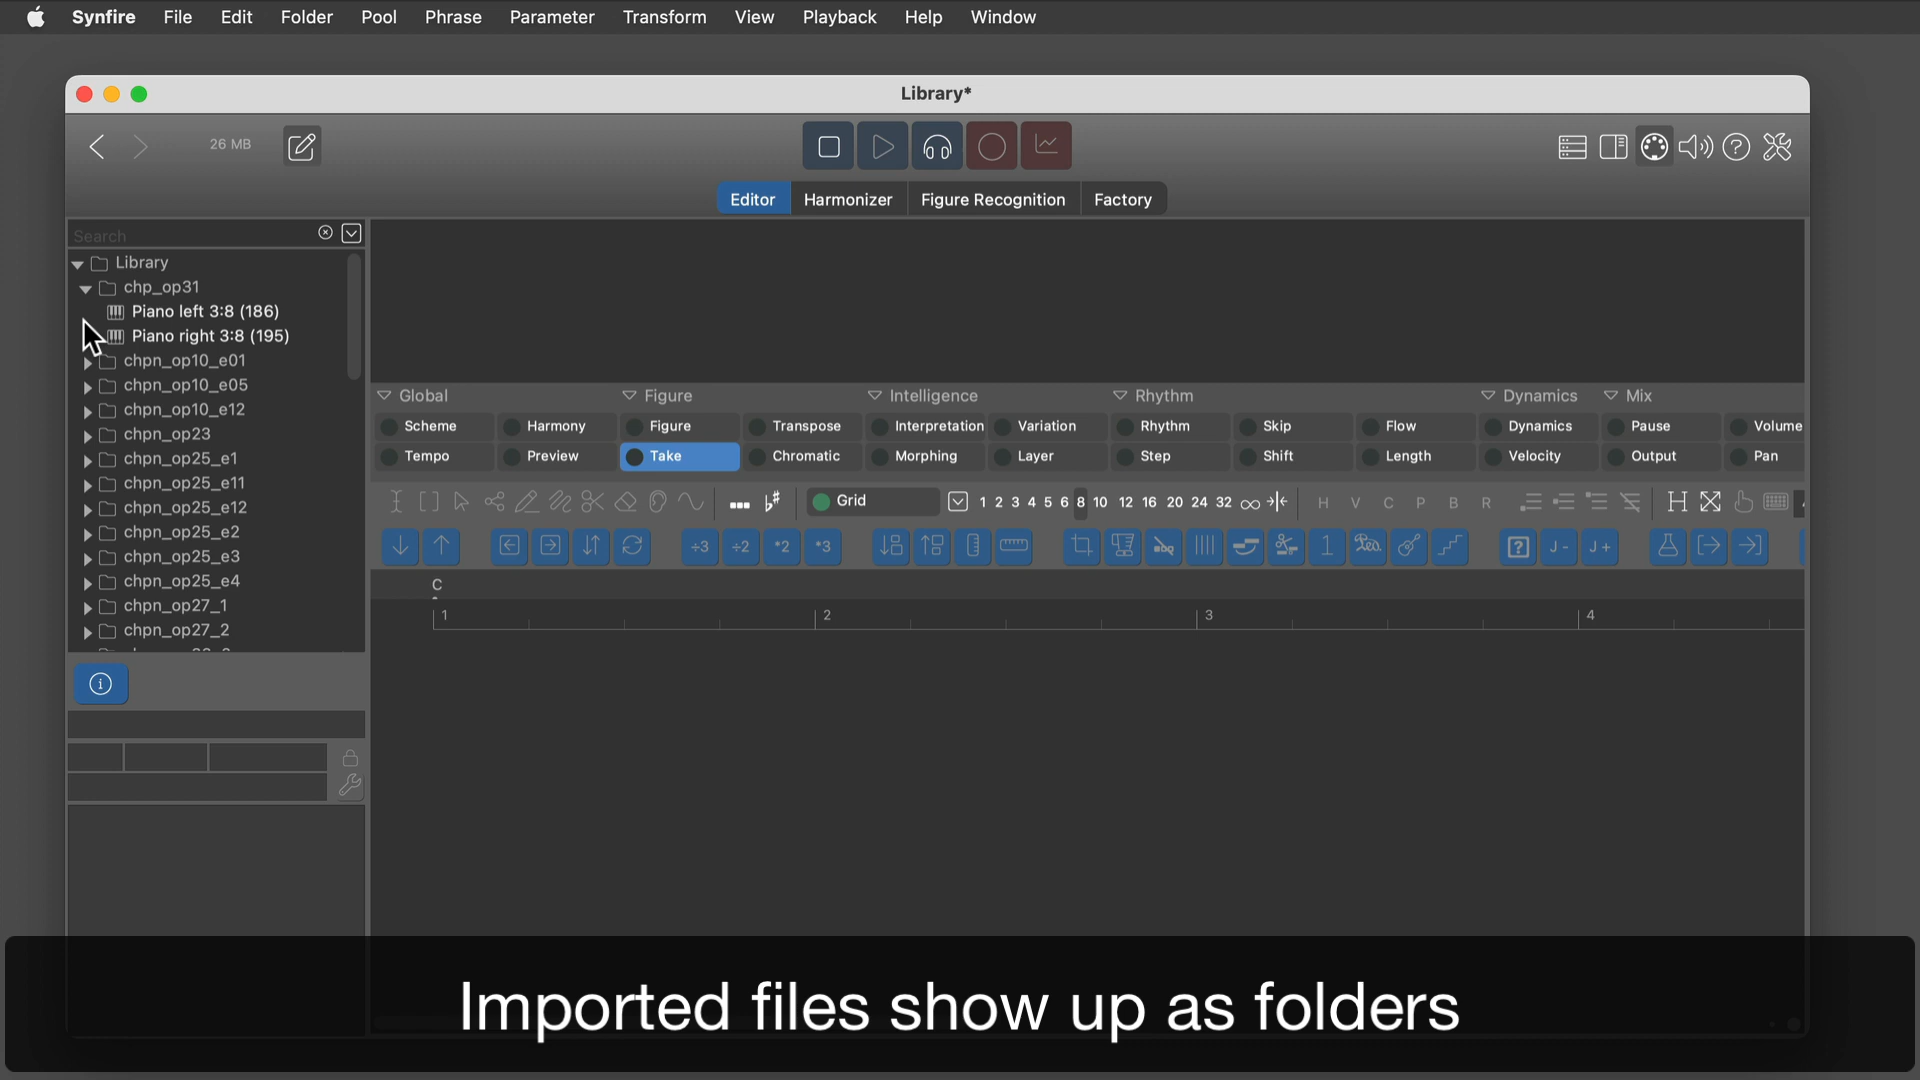 Synfire File Edit Folder Pool Phrase Parameter Transform View Playback Help Window
Library*
26 MB
Editor Harmonizer Figure Recognition Factory
Search
Library
chp_op31
Piano left 3:8 (186)
Piano right 3:8 (195)
chpn_op10_e01
chpn_op10_e05
chpn_op10_e12
chpn_op23
chpn_op25_e1
chpn_op25_e11
chpn_op25_e12
chpn_op25_e2
chpn_op25_e3
chpn_op25_e4
chpn_op27_1
chpn_op27_2
Global Figure Intelligence Rhythm Dynamics Mix
Scheme Harmony Figure Transpose Interpretation Variation Rhythm Skip Flow Dynamics Pause Volume
Tempo Preview Take Chromatic Morphing Layer Step Shift Length Velocity Output Pan
Grid 1 2 3 4 5 6 8 10 12 16 20 24 32 ∞ H V C P B R
÷3 ÷2 *2 *3 1 J - J +
C
1 2 3 4
Imported files show up as folders